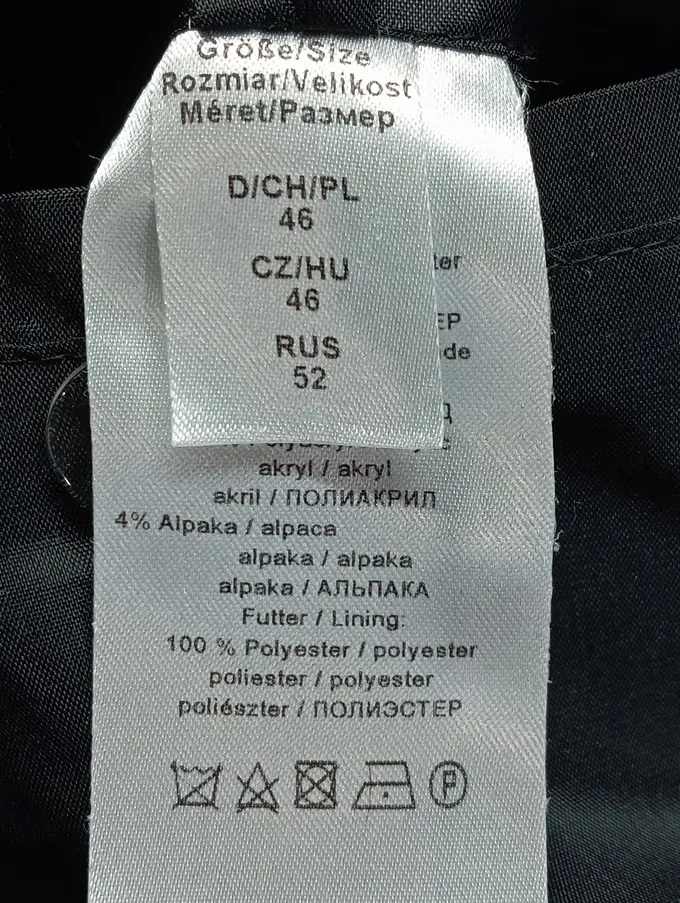 Größe/Size
Rozmiar/Velikost
Méret/Размер
D/CH/PL
46
CZ/HU
46
RUS
52
akryl / akryl
akril / ПОЛИАКРИЛ
4% Alpaka / alpaca
alpaka / alpaka
alpaka / АЛЬПАКА
Futter / Lining:
100 % Polyester / polyester
poliester / polyester
poliészter / ПОЛИЭСТЕР
P